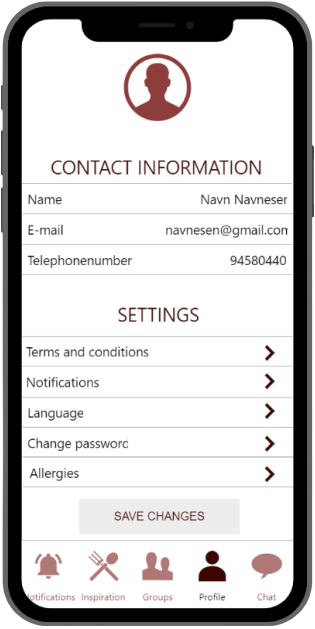 CONTACT INFORMATION
Name Navn Navneser
E-mail navnesen@gmail.com
Telephonenumber 94580440
SETTINGS
Terms and conditions
Notifications
Language
Change password
Allergies
SAVE CHANGES
Notifications Inspiration Groups Profile Chat